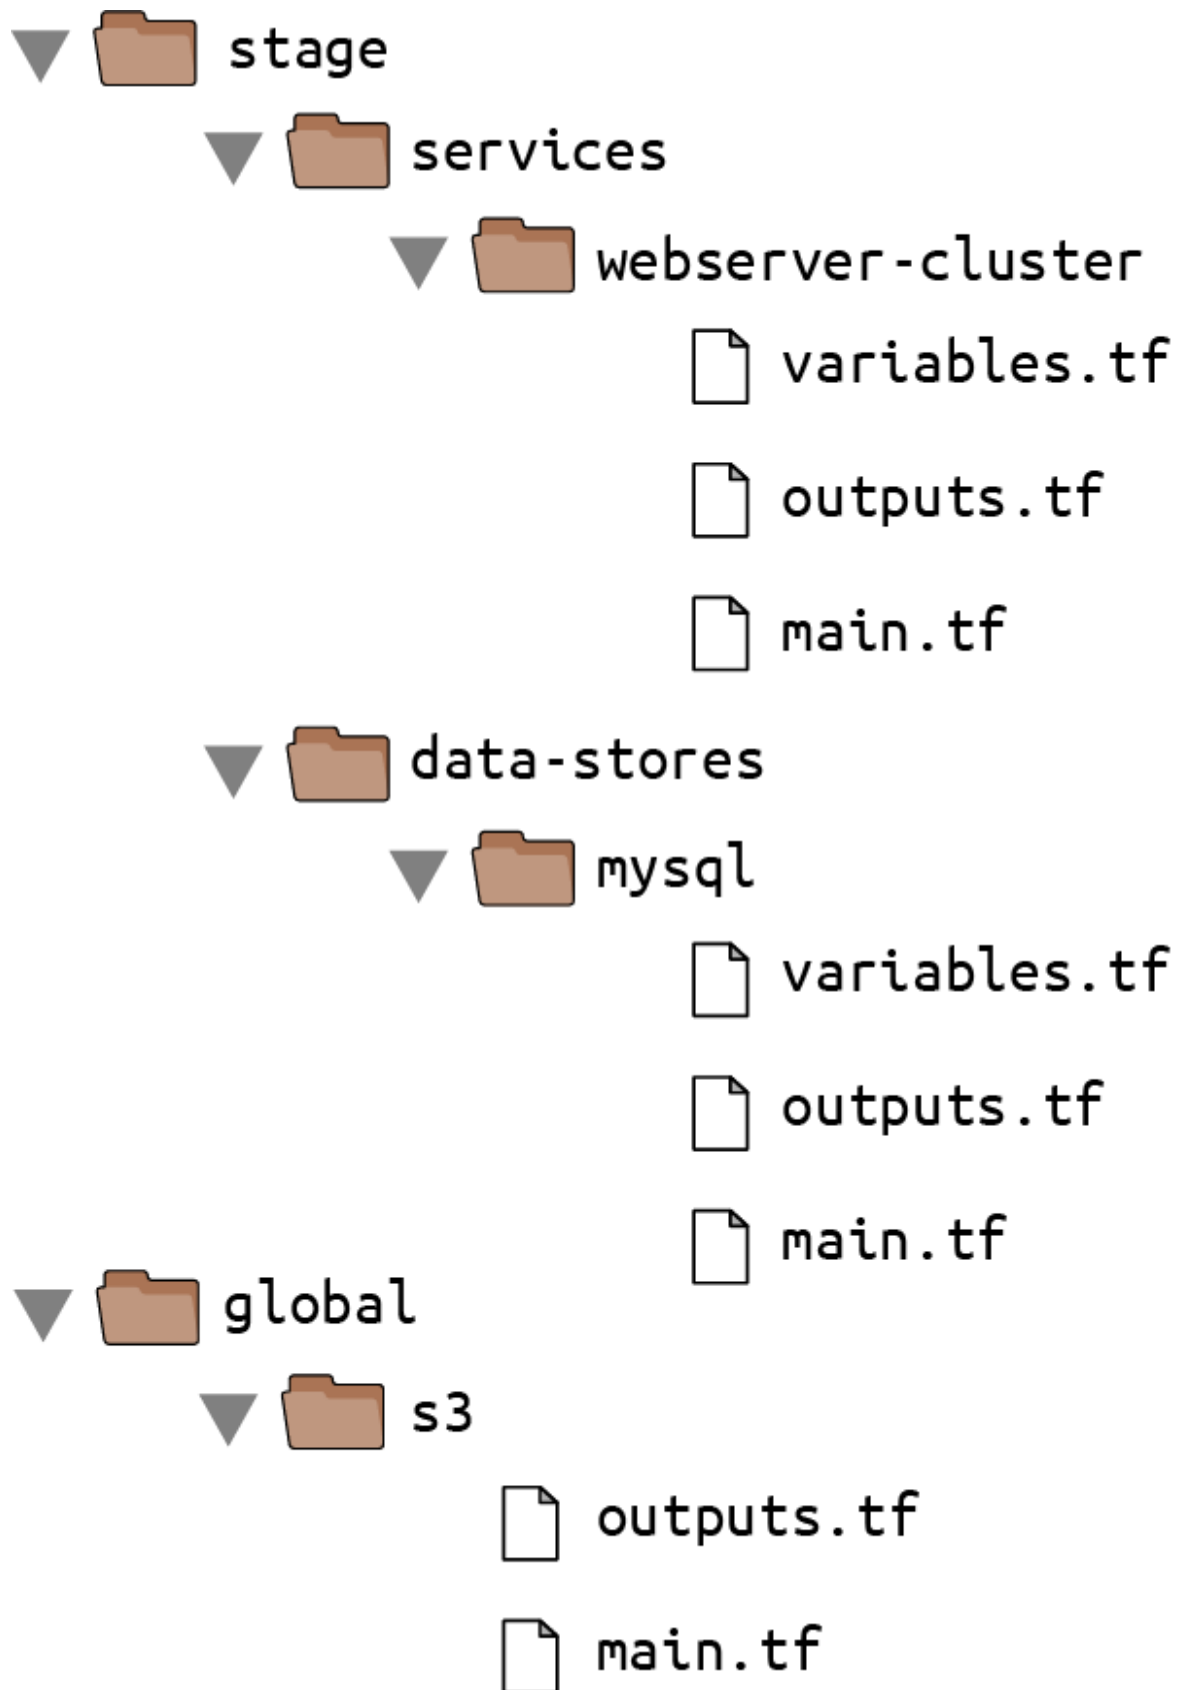 stage
services
webserver-cluster
variables.tf
outputs.tf
main.tf
data-stores
mysql
variables.tf
outputs.tf
main.tf
global
s3
outputs.tf
main.tf